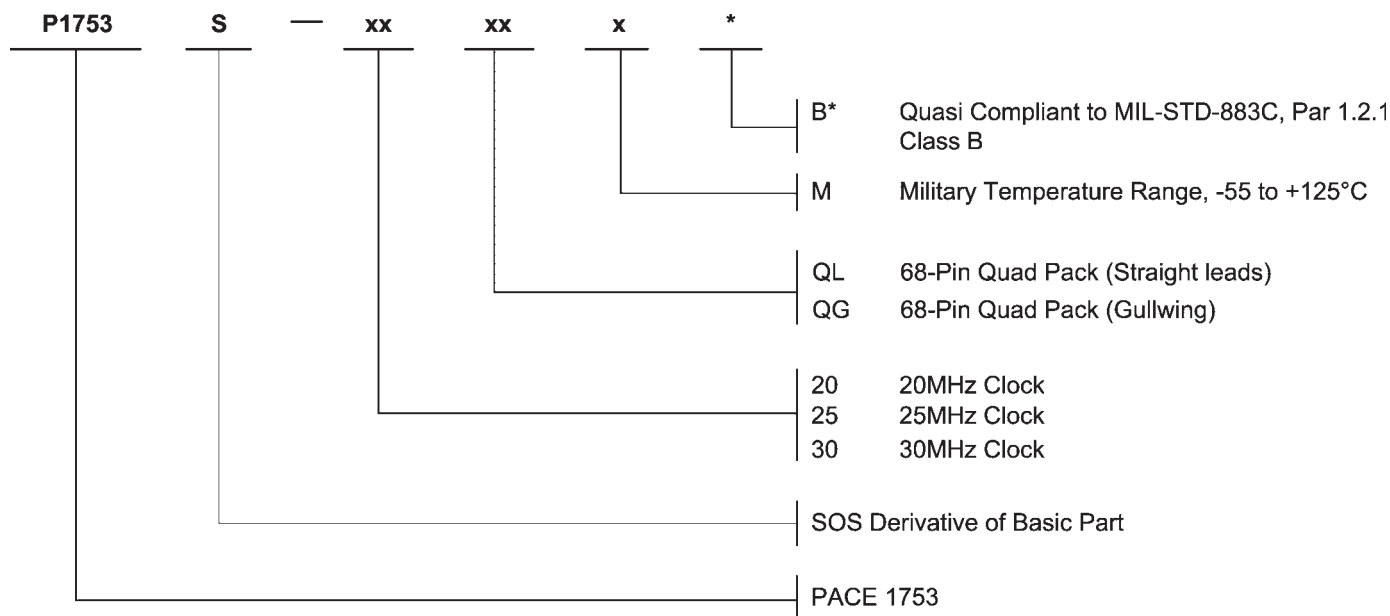 P1753 S — xx xx x *
B* Quasi Compliant to MIL-STD-883C, Par 1.2.1
Class B
M Military Temperature Range, -55 to +125°C
QL 68-Pin Quad Pack (Straight leads)
QG 68-Pin Quad Pack (Gullwing)
20 20MHz Clock
25 25MHz Clock
30 30MHz Clock
SOS Derivative of Basic Part
PACE 1753